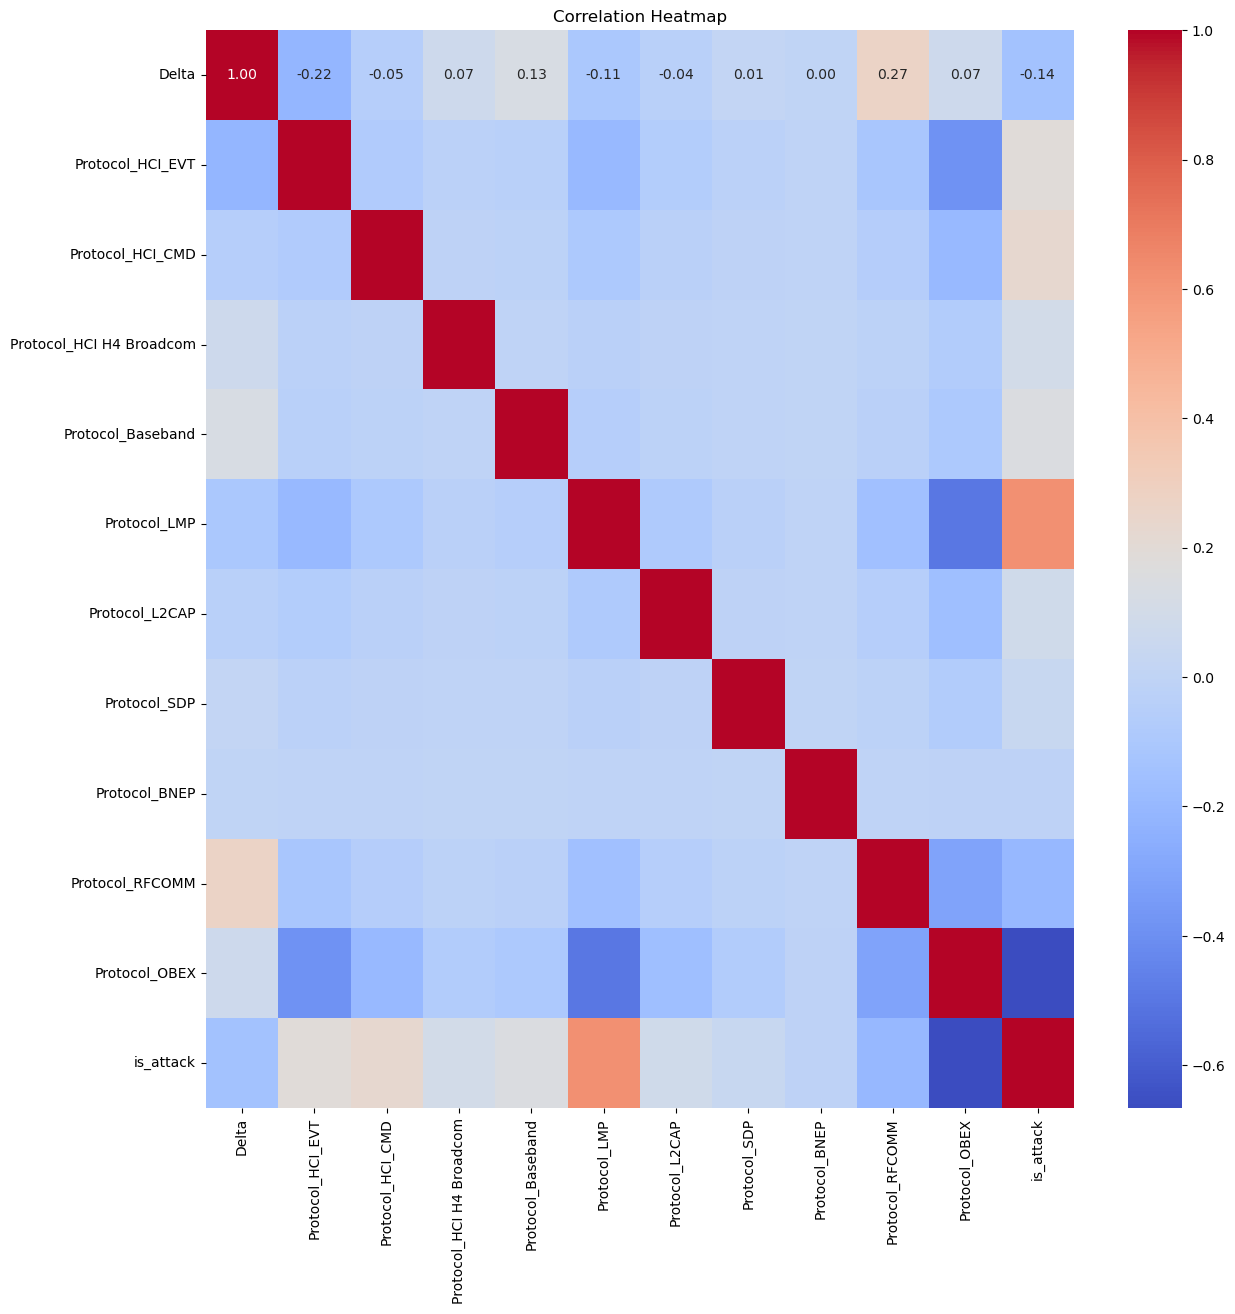 Correlation Heatmap
Delta
1.00 -0.22 -0.05 0.07 0.13 -0.11 -0.04 0.01 0.00 0.27 0.07 -0.14
Protocol_HCI_EVT
Protocol_HCI_CMD
Protocol_HCI H4 Broadcom
Protocol_Baseband
Protocol_LMP
Protocol_L2CAP
Protocol_SDP
Protocol_BNEP
Protocol_RFCOMM
Protocol_OBEX
is_attack
Delta
Protocol_HCI_EVT
Protocol_HCI_CMD
Protocol_HCI H4 Broadcom
Protocol_Baseband
Protocol_LMP
Protocol_L2CAP
Protocol_SDP
Protocol_BNEP
Protocol_RFCOMM
Protocol_OBEX
is_attack
1.0
0.8
0.6
0.4
0.2
0.0
−0.2
−0.4
−0.6